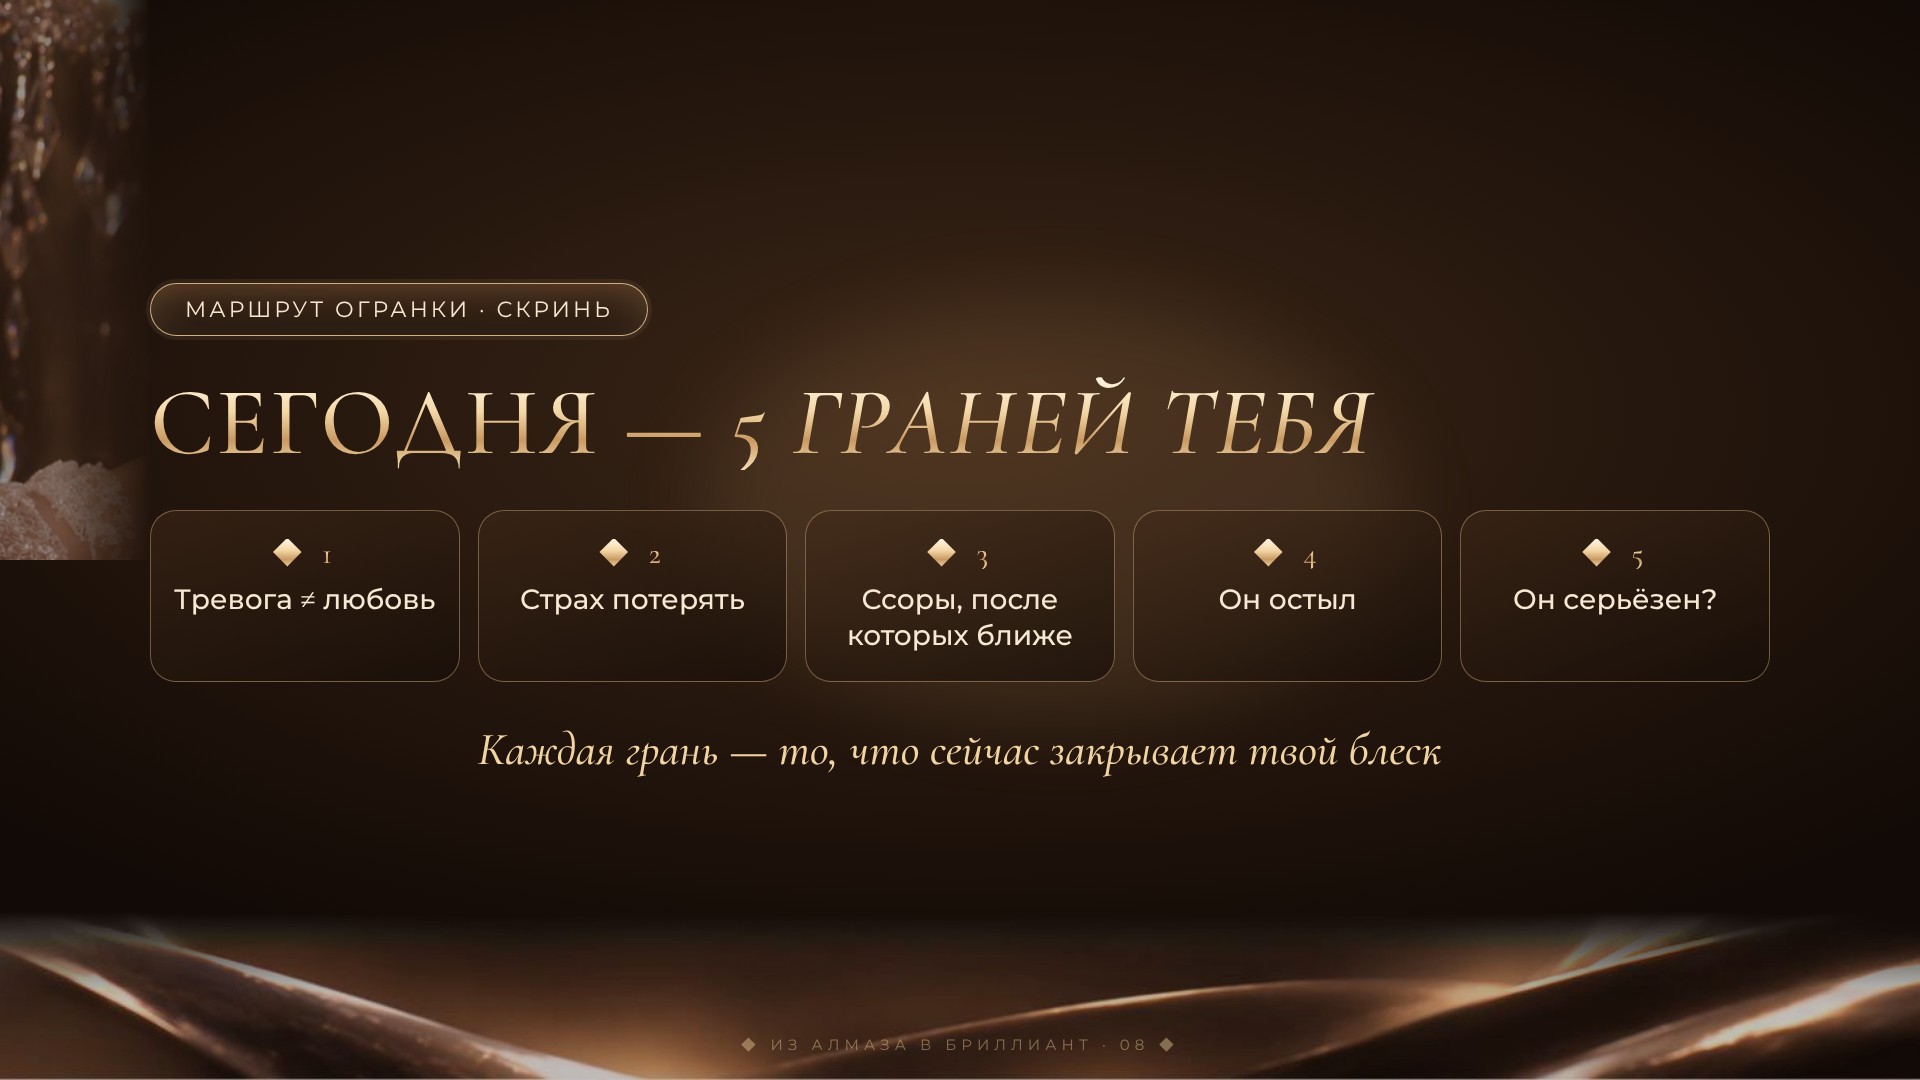 МАРШРУТ ОГРАНКИ · СКРИНЬ
СЕГОДНЯ — 5 ГРАНЕЙ ТЕБЯ
1
Тревога ≠ любовь
2
Страх потерять
3
Ссоры, после
которых ближе
4
Он остыл
5
Он серьёзен?
Каждая грань — то, что сейчас закрывает твой блеск
ИЗ АЛМАЗА В БРИЛЛИАНТ · 08